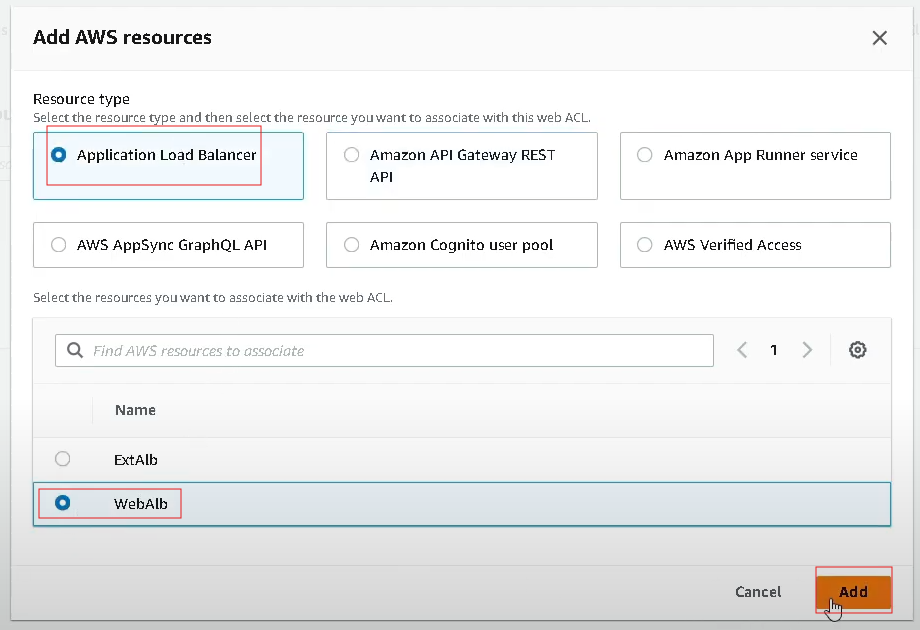 Add AWS resources
Resource type
Select the resource type and then select the resource you want to associate with this web ACL.
Application Load Balancer
Amazon API Gateway REST
API
Amazon App Runner service
AWS AppSync GraphQL API
Amazon Cognito user pool
AWS Verified Access
Select the resources you want to associate with the web ACL.
Find AWS resources to associate
1
Name
ExtAlb
WebAlb
Cancel
Add